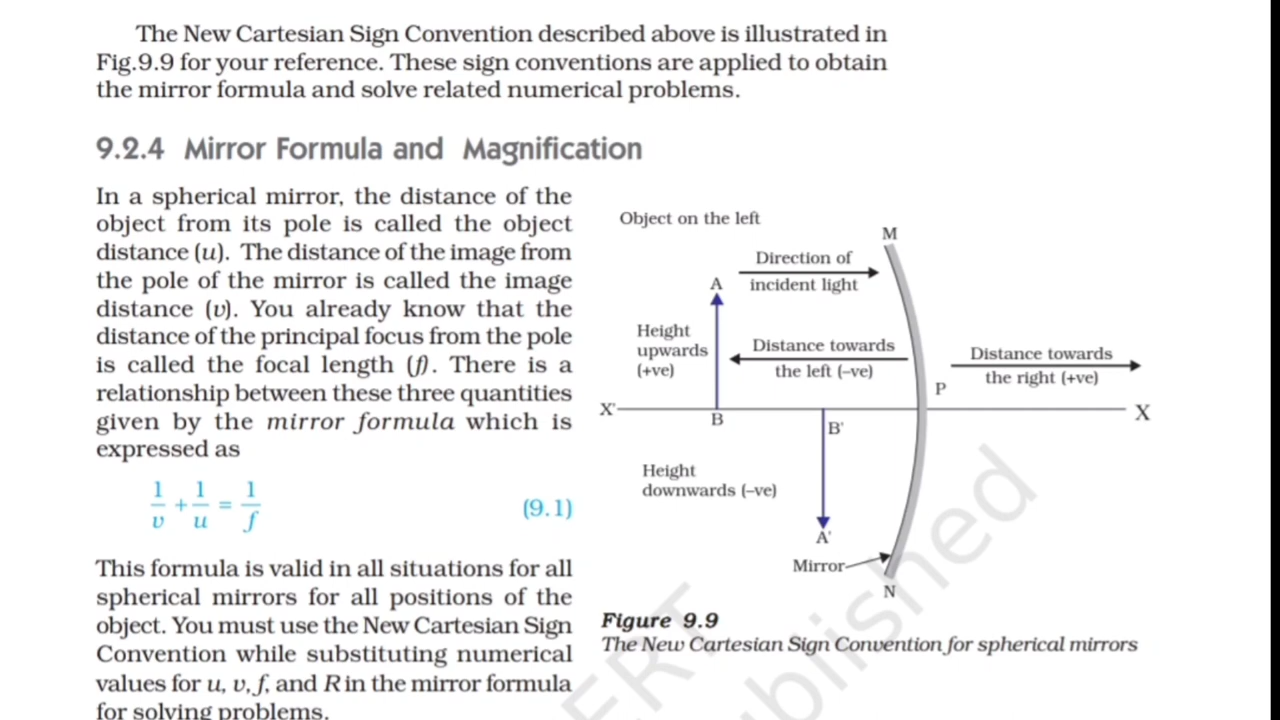 The New Cartesian Sign Convention described above is illustrated in
Fig.9.9 for your reference. These sign conventions are applied to obtain
the mirror formula and solve related numerical problems.
9.2.4 Mirror Formula and Magnification
In a spherical mirror, the distance of the
object from its pole is called the object
distance (u). The distance of the image from
the pole of the mirror is called the image
distance (v). You already know that the
distance of the principal focus from the pole
is called the focal length (f). There is a
relationship between these three quantities
given by the mirror formula which is
expressed as
1/v + 1/u = 1/f (9.1)
This formula is valid in all situations for all
spherical mirrors for all positions of the
object. You must use the New Cartesian Sign
Convention while substituting numerical
values for u, v, f, and R in the mirror formula
for solving problems.
Object on the left
M
Direction of
incident light
A
Height
upwards
(+ve)
Distance towards
the left (–ve)
Distance towards
the right (+ve)
P
X'
X
B
B'
Height
downwards (–ve)
A'
Mirror
N
Figure 9.9
The New Cartesian Sign Convention for spherical mirrors